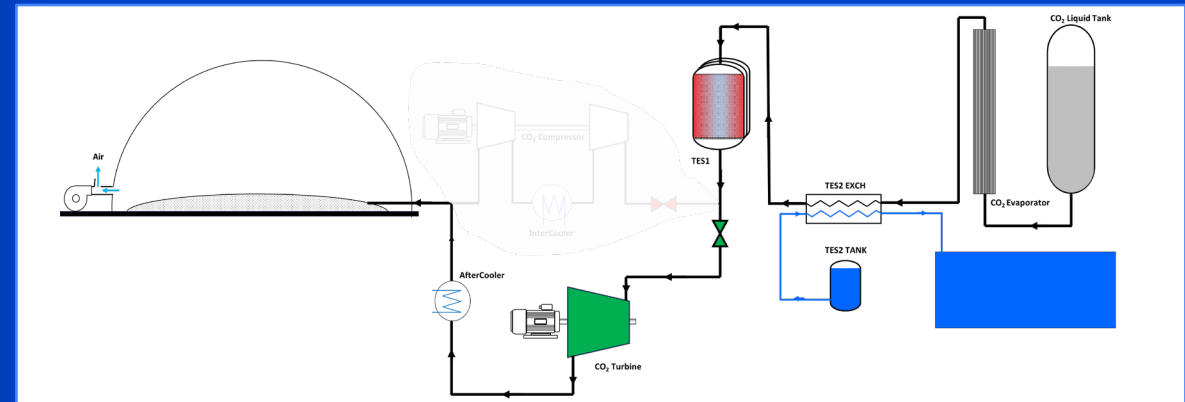 CO₂ Liquid Tank
Air
CO₂ Compressor
TES1
TES2 EXCH
CO₂ Evaporator
InterCooler
TES2 TANK
AfterCooler
CO₂ Turbine